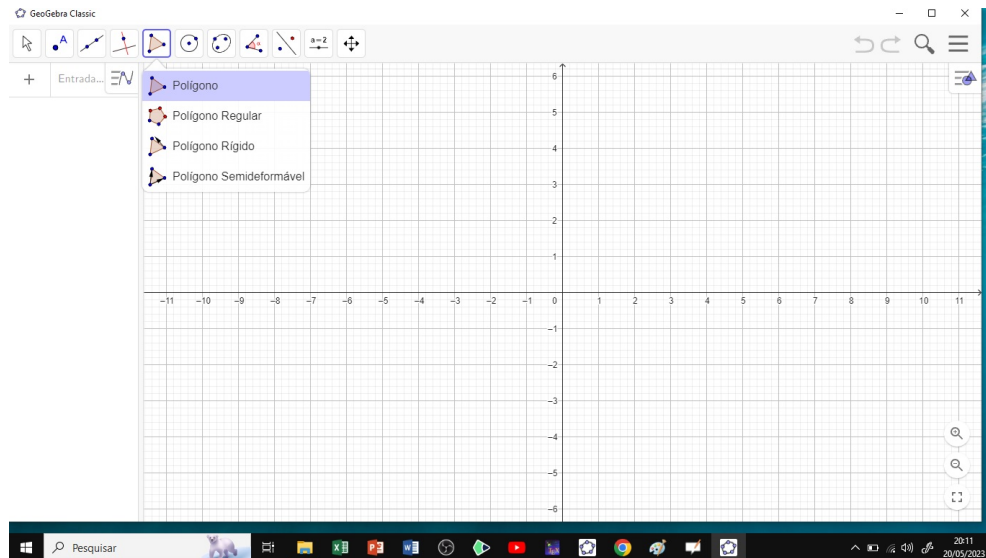 GeoGebra Classic
A
a=2
+ Entrada...
Polígono
Polígono Regular
Polígono Rígido
Polígono Semideformável
6
5
4
3
2
1
−11 −10 −9 −8 −7 −6 −5 −4 −3 −2 −1 0 1 2 3 4 5 6 7 8 9 10 11
−1
−2
−3
−4
−5
−6
Pesquisar
20:11
20/05/2023